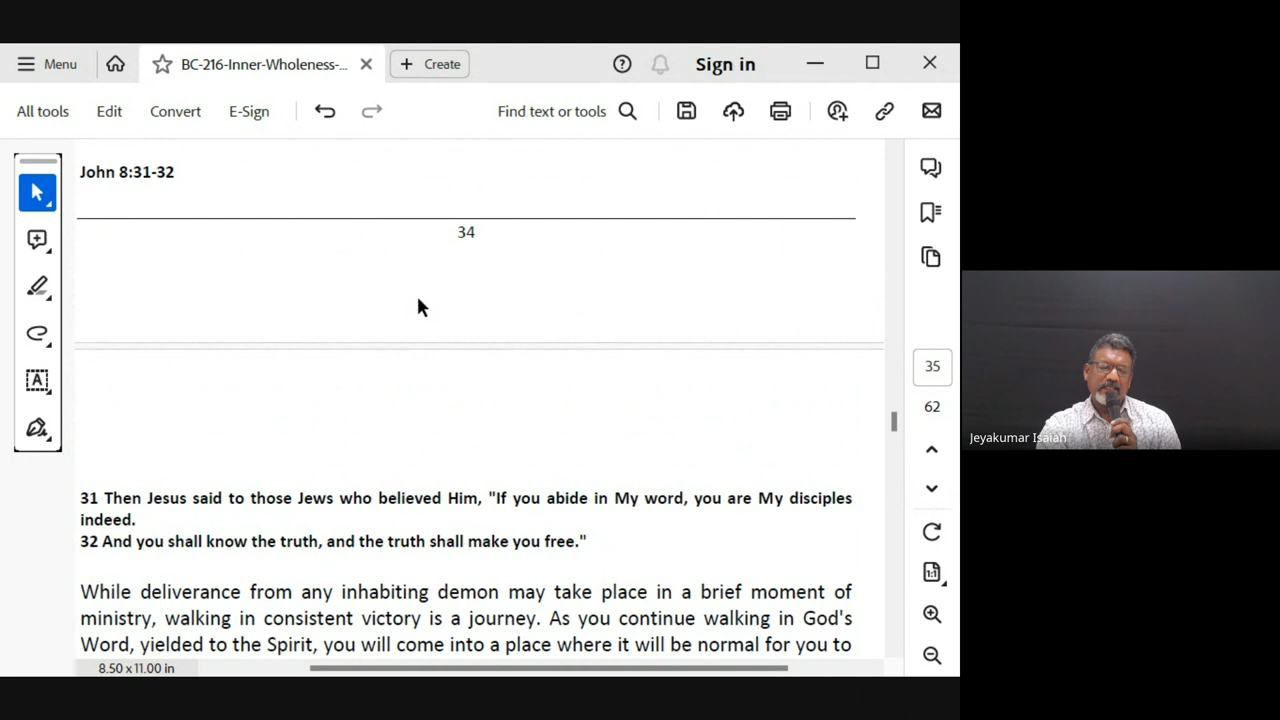 Menu
BC-216-Inner-Wholeness-...
Create
Sign in
All tools
Edit
Convert
E-Sign
Find text or tools
John 8:31-32
34
31 Then Jesus said to those Jews who believed Him, "If you abide in My word, you are My disciples
indeed.
32 And you shall know the truth, and the truth shall make you free."
While deliverance from any inhabiting demon may take place in a brief moment of
ministry, walking in consistent victory is a journey. As you continue walking in God's
Word, yielded to the Spirit, you will come into a place where it will be normal for you to
8.50 x 11.00 in
35
62
1:1
Jeyakumar Isaiah